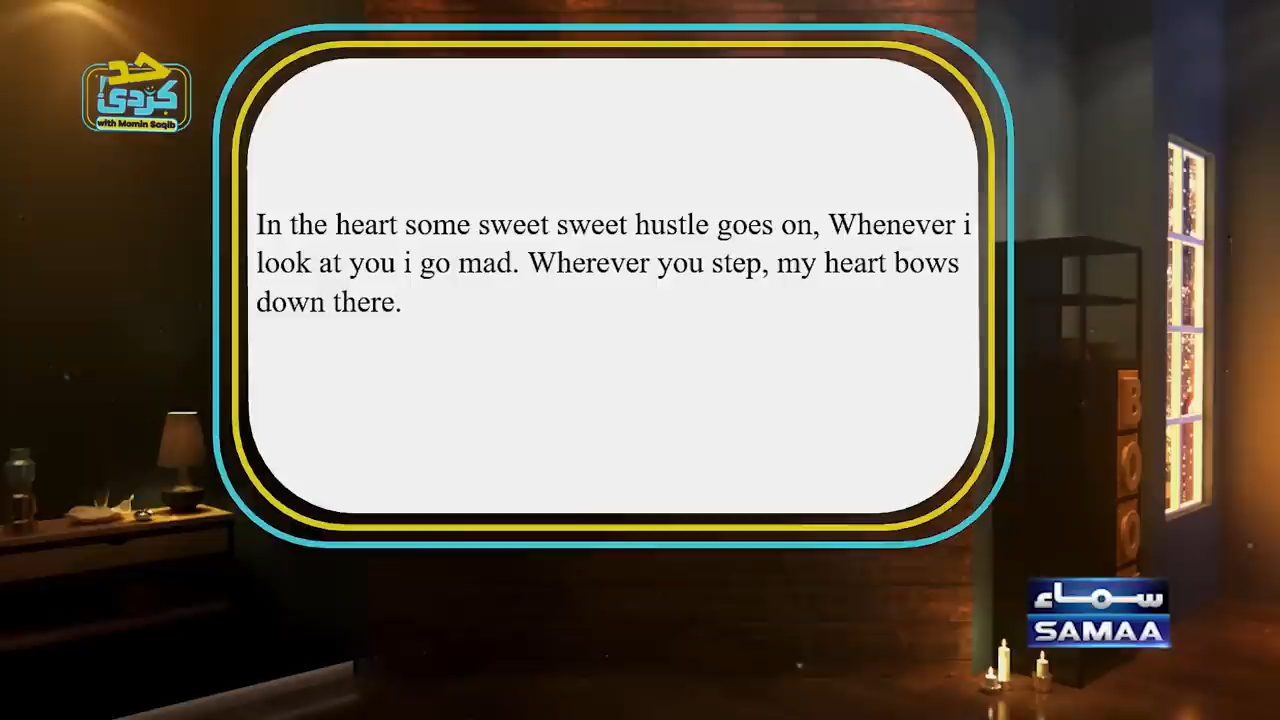 حد
کردی!
with Momin Saqib
In the heart some sweet sweet hustle goes on, Whenever i
look at you i go mad. Wherever you step, my heart bows
down there.
B
O
O
سماء
SAMAA